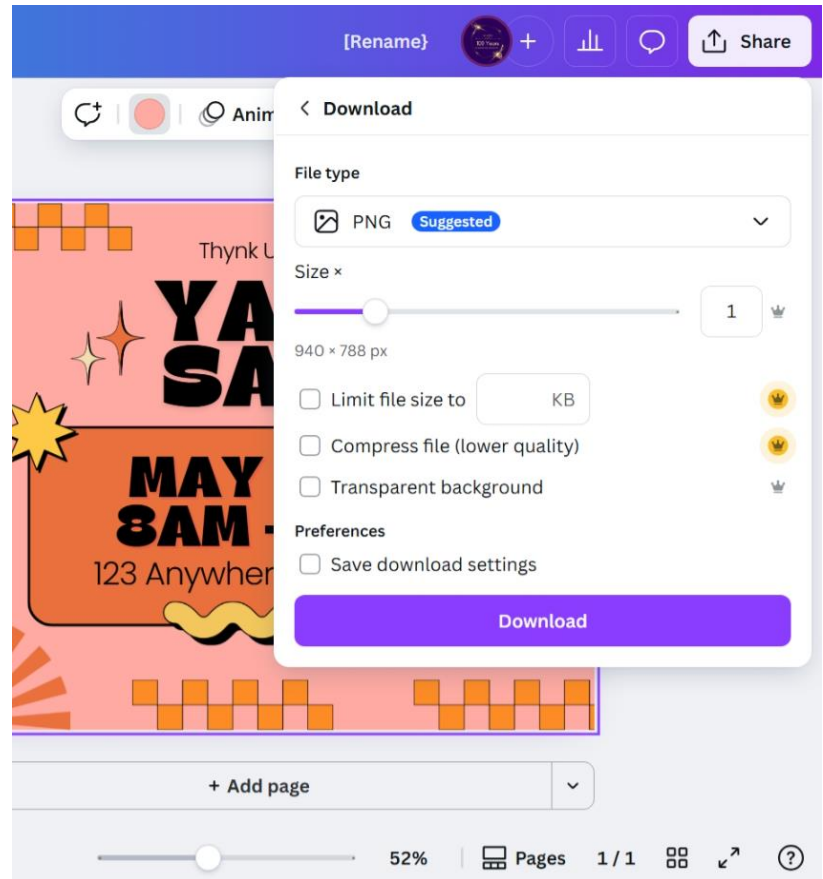 [Rename}
Share
Anim
Download
File type
PNG Suggested
Size ×
1
940 × 788 px
Limit file size to KB
Compress file (lower quality)
Transparent background
Preferences
Save download settings
Download
Thynk U
YA
SA
MAY
8AM -
123 Anywher
+ Add page
52% Pages 1/1